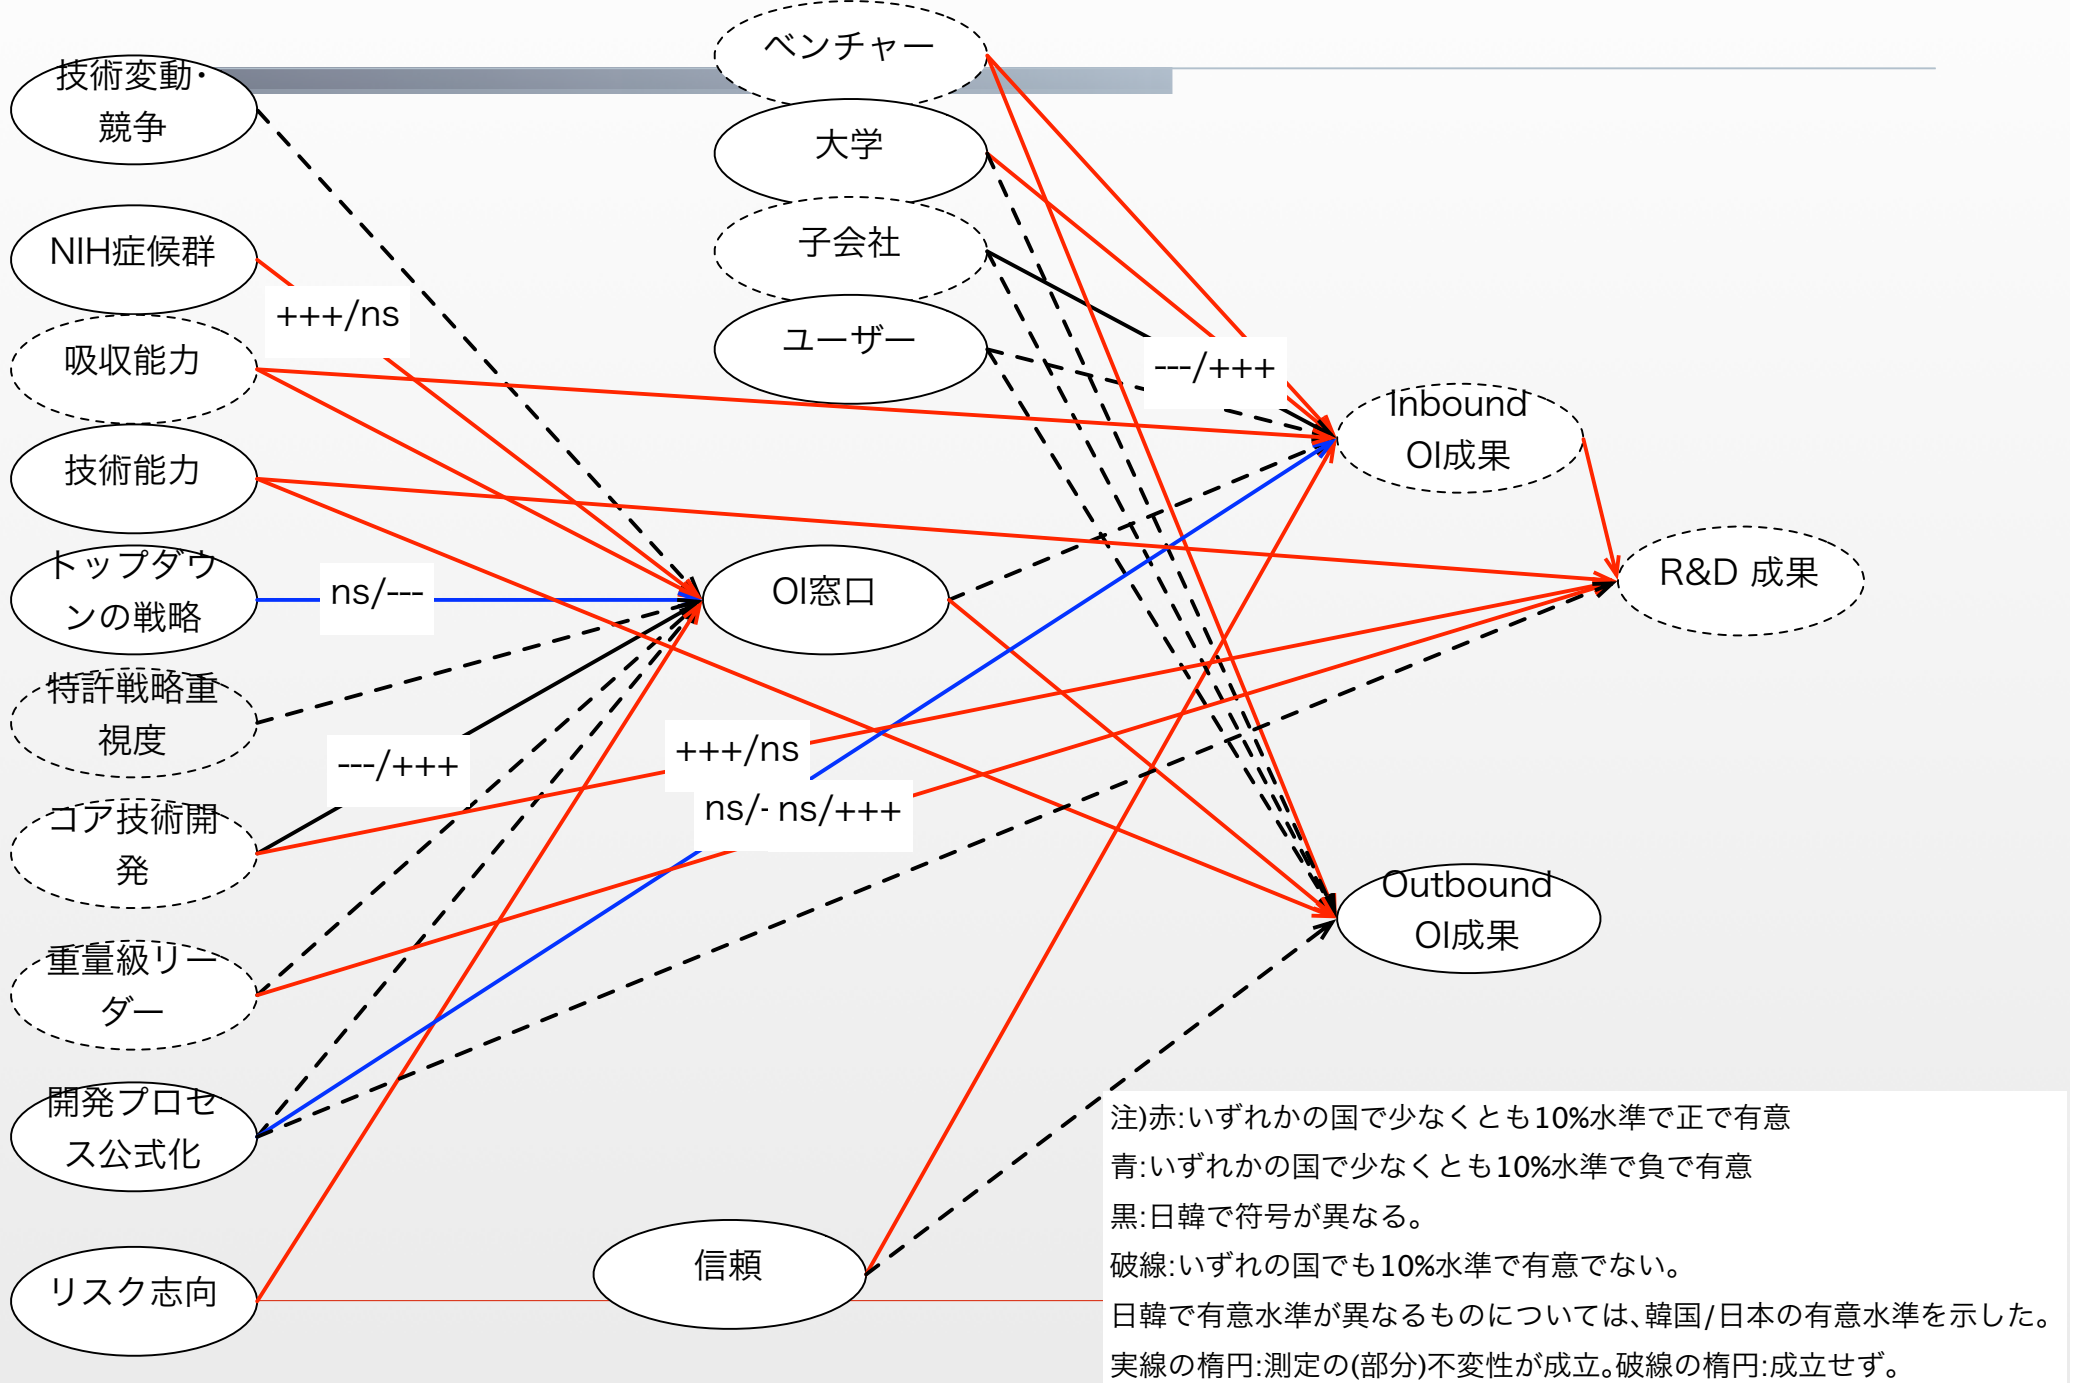 技術変動・
競争
NIH症候群
吸収能力
技術能力
トップダウ
ンの戦略
特許戦略重
視度
コア技術開
発
重量級リー
ダー
開発プロセ
ス公式化
リスク志向
ベンチャー
大学
子会社
ユーザー
OI窓口
信頼
Inbound
OI成果
R&D 成果
Outbound
OI成果
+++/ns
ns/---
---/+++
---/+++
+++/ns
ns/-
ns/+++
注)赤:いずれかの国で少なくとも10%水準で正で有意
青:いずれかの国で少なくとも10%水準で負で有意
黒:日韓で符号が異なる。
破線:いずれの国でも10%水準で有意でない。
日韓で有意水準が異なるものについては、韓国/日本の有意水準を示した。
実線の楕円:測定の(部分)不変性が成立。破線の楕円:成立せず。